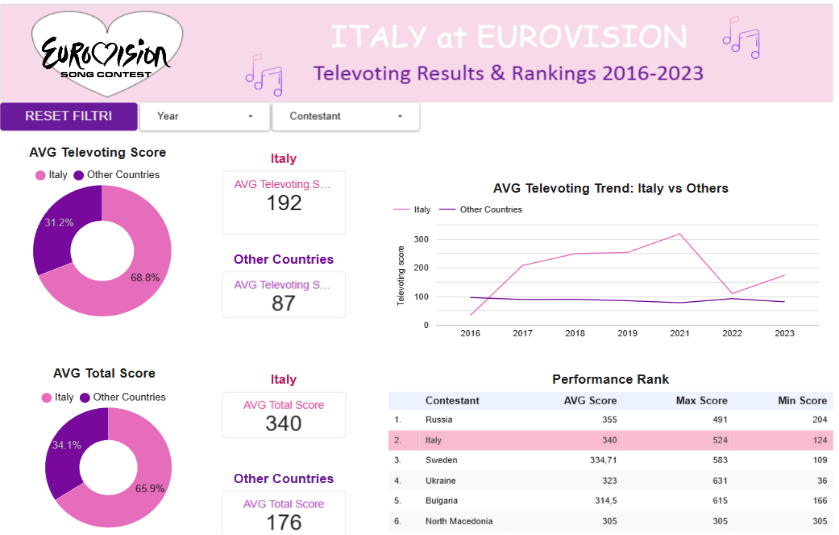 EUROVISION
SONG CONTEST
ITALY at EUROVISION
Televoting Results & Rankings 2016-2023
RESET FILTRI
Year
Contestant
AVG Televoting Score
Italy Other Countries
31.2%
68.8%
Italy
AVG Televoting S...
192
Other Countries
AVG Televoting S...
87
AVG Televoting Trend: Italy vs Others
Italy Other Countries
Televoting score
300
200
100
0
2016 2017 2018 2019 2021 2022 2023
AVG Total Score
Italy Other Countries
34.1%
65.9%
Italy
AVG Total Score
340
Other Countries
AVG Total Score
176
Performance Rank
Contestant AVG Score Max Score Min Score
1. Russia 355 491 204
2. Italy 340 524 124
3. Sweden 334,71 583 109
4. Ukraine 323 631 36
5. Bulgaria 314,5 615 166
6. North Macedonia 305 305 305